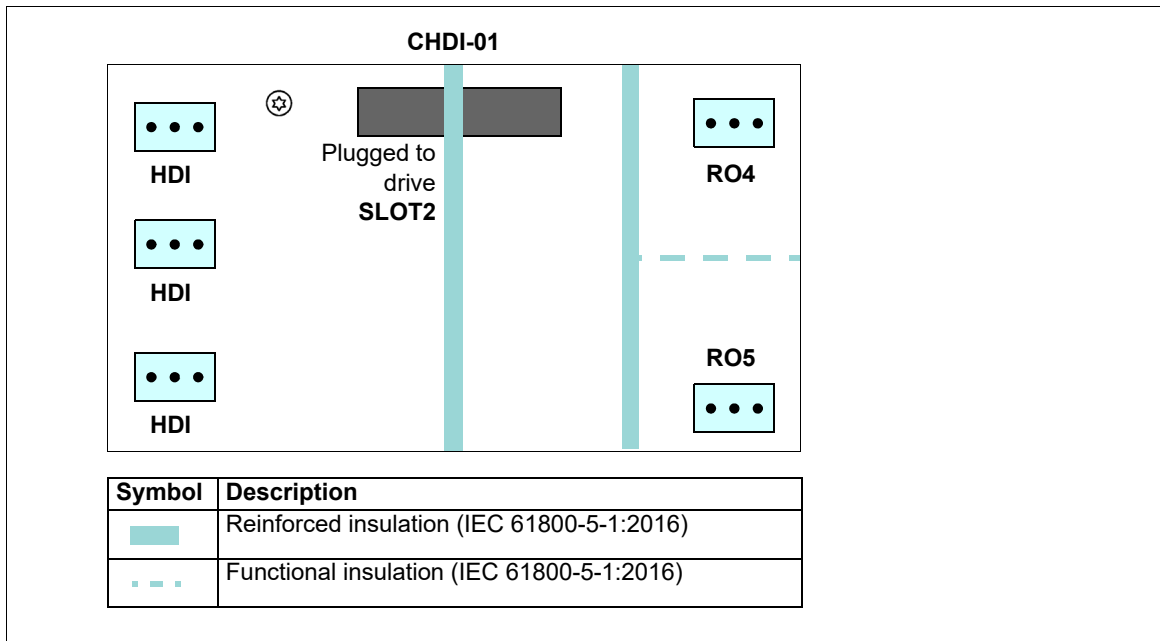 CHDI-01
HDI
Plugged to
drive
SLOT2
RO4
HDI
RO5
HDI
Symbol Description
Reinforced insulation (IEC 61800-5-1:2016)
Functional insulation (IEC 61800-5-1:2016)